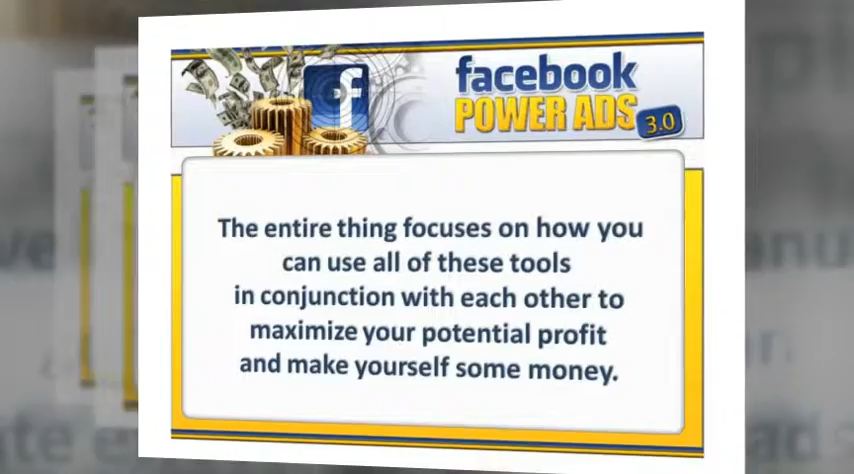 facebook
POWER ADS
3.0
The entire thing focuses on how you
can use all of these tools
in conjunction with each other to
maximize your potential profit
and make yourself some money.